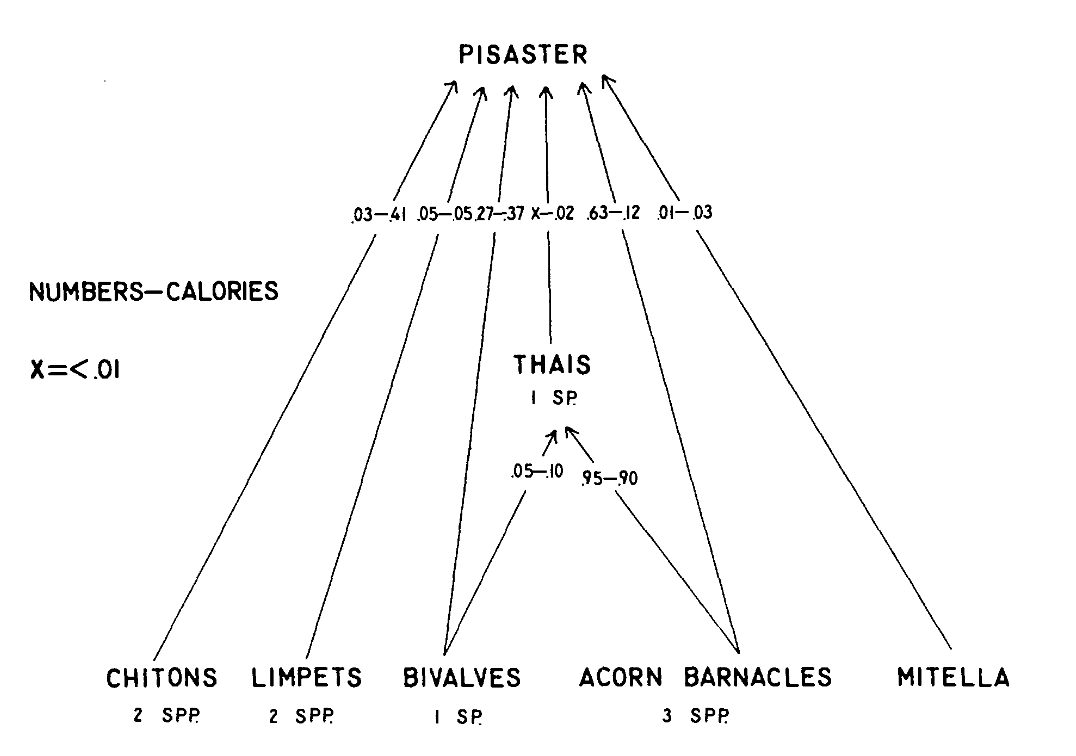 PISASTER
.03–.41 .05–.05 .27–.37 X–.02 .63–.12 .01–.03
NUMBERS–CALORIES
THAIS
X=<.01
1 SP.
.05–.10 .95–.90
CHITONS LIMPETS BIVALVES ACORN BARNACLES MITELLA
2 SPP. 2 SPP. 1 SP. 3 SPP.